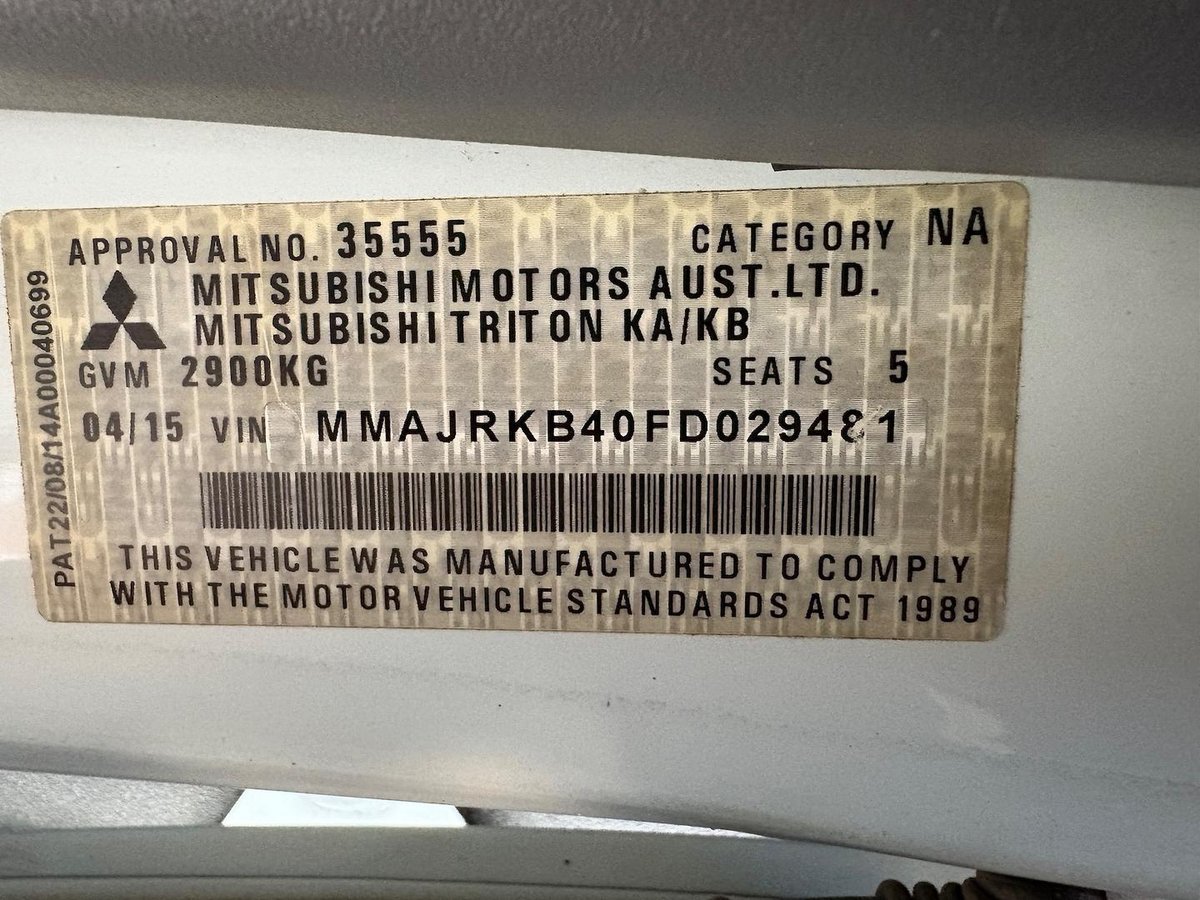 APPROVAL NO. 35555 CATEGORY NA
MITSUBISHI MOTORS AUST.LTD.
MITSUBISHI TRITON KA/KB
GVM 2900KG SEATS 5
04/15 VIN MMAJRKB40FD029481
THIS VEHICLE WAS MANUFACTURED TO COMPLY
WITH THE MOTOR VEHICLE STANDARDS ACT 1989
PAT22/08/14A00040699